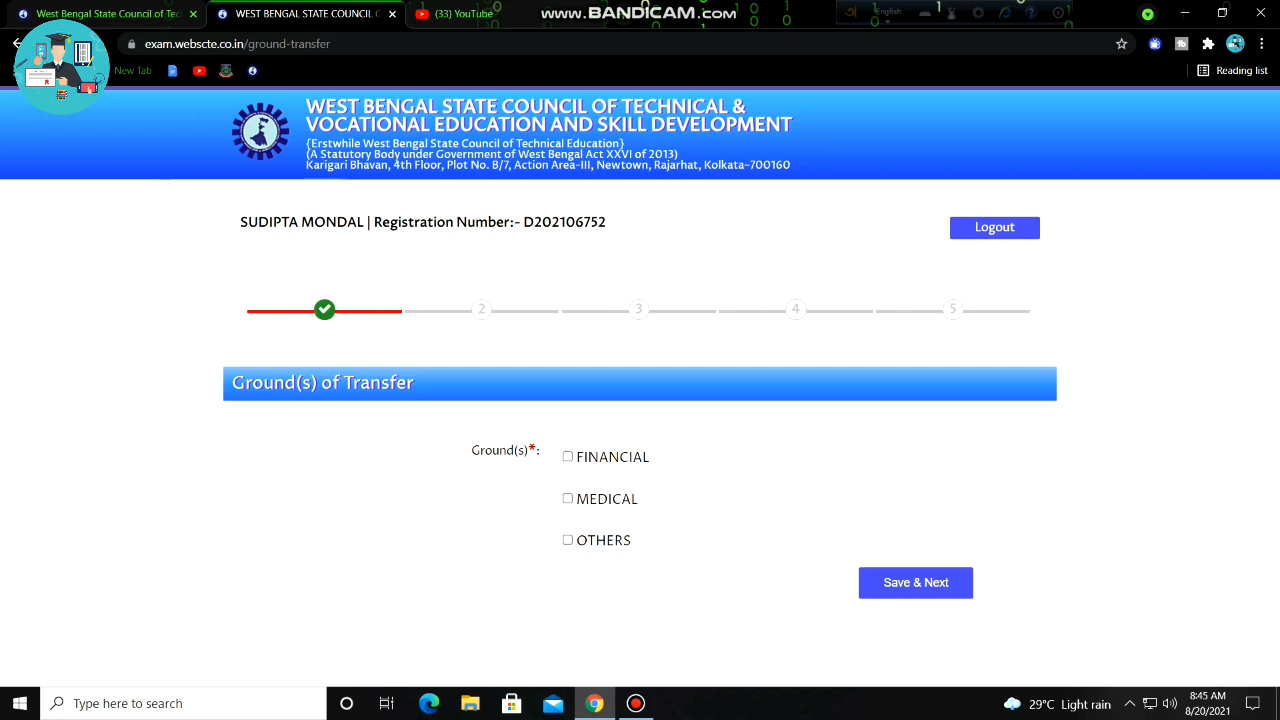 West Bengal State Council of Tec
WEST BENGAL STATE COUNCIL O
(33) YouTube
www.BANDICAM.com
English
exam.webscte.co.in/ground-transfer
New Tab
Reading list
WEST BENGAL STATE COUNCIL OF TECHNICAL &
VOCATIONAL EDUCATION AND SKILL DEVELOPMENT
{Erstwhile West Bengal State Council of Technical Education}
(A Statutory Body under Government of West Bengal Act XXVI of 2013)
Karigari Bhavan, 4th Floor, Plot No. B/7, Action Area-III, Newtown, Rajarhat, Kolkata-700160
SUDIPTA MONDAL | Registration Number:- D202106752
Logout
2 3 4 5
Ground(s) of Transfer
Ground(s)*:
FINANCIAL
MEDICAL
OTHERS
Save & Next
Type here to search
29°C Light rain
8:45 AM
8/20/2021